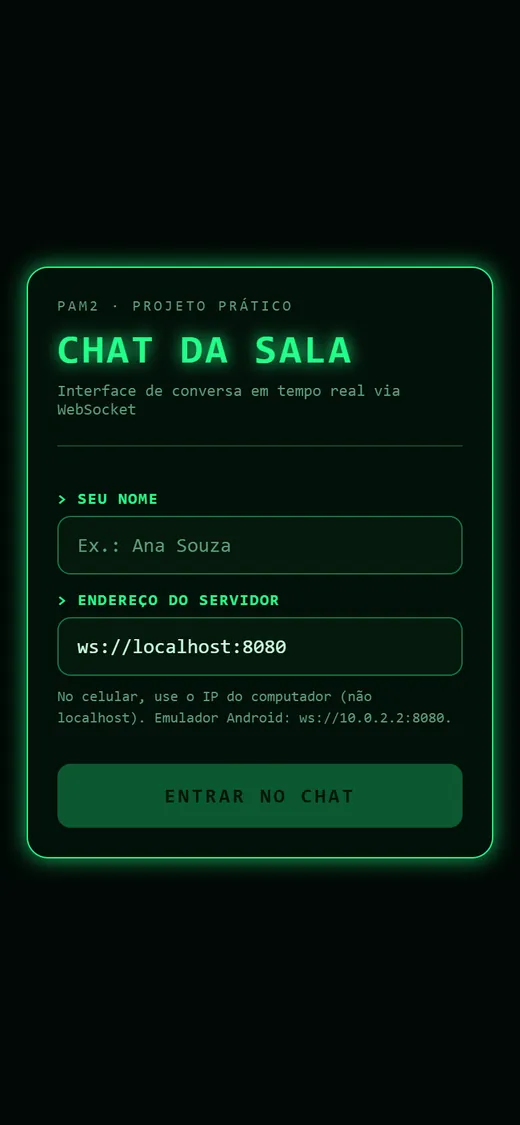 PAM2 · PROJETO PRÁTICO
CHAT DA SALA
Interface de conversa em tempo real via
WebSocket
> SEU NOME
Ex.: Ana Souza
> ENDEREÇO DO SERVIDOR
ws://localhost:8080
No celular, use o IP do computador (não
localhost). Emulador Android: ws://10.0.2.2:8080.
ENTRAR NO CHAT